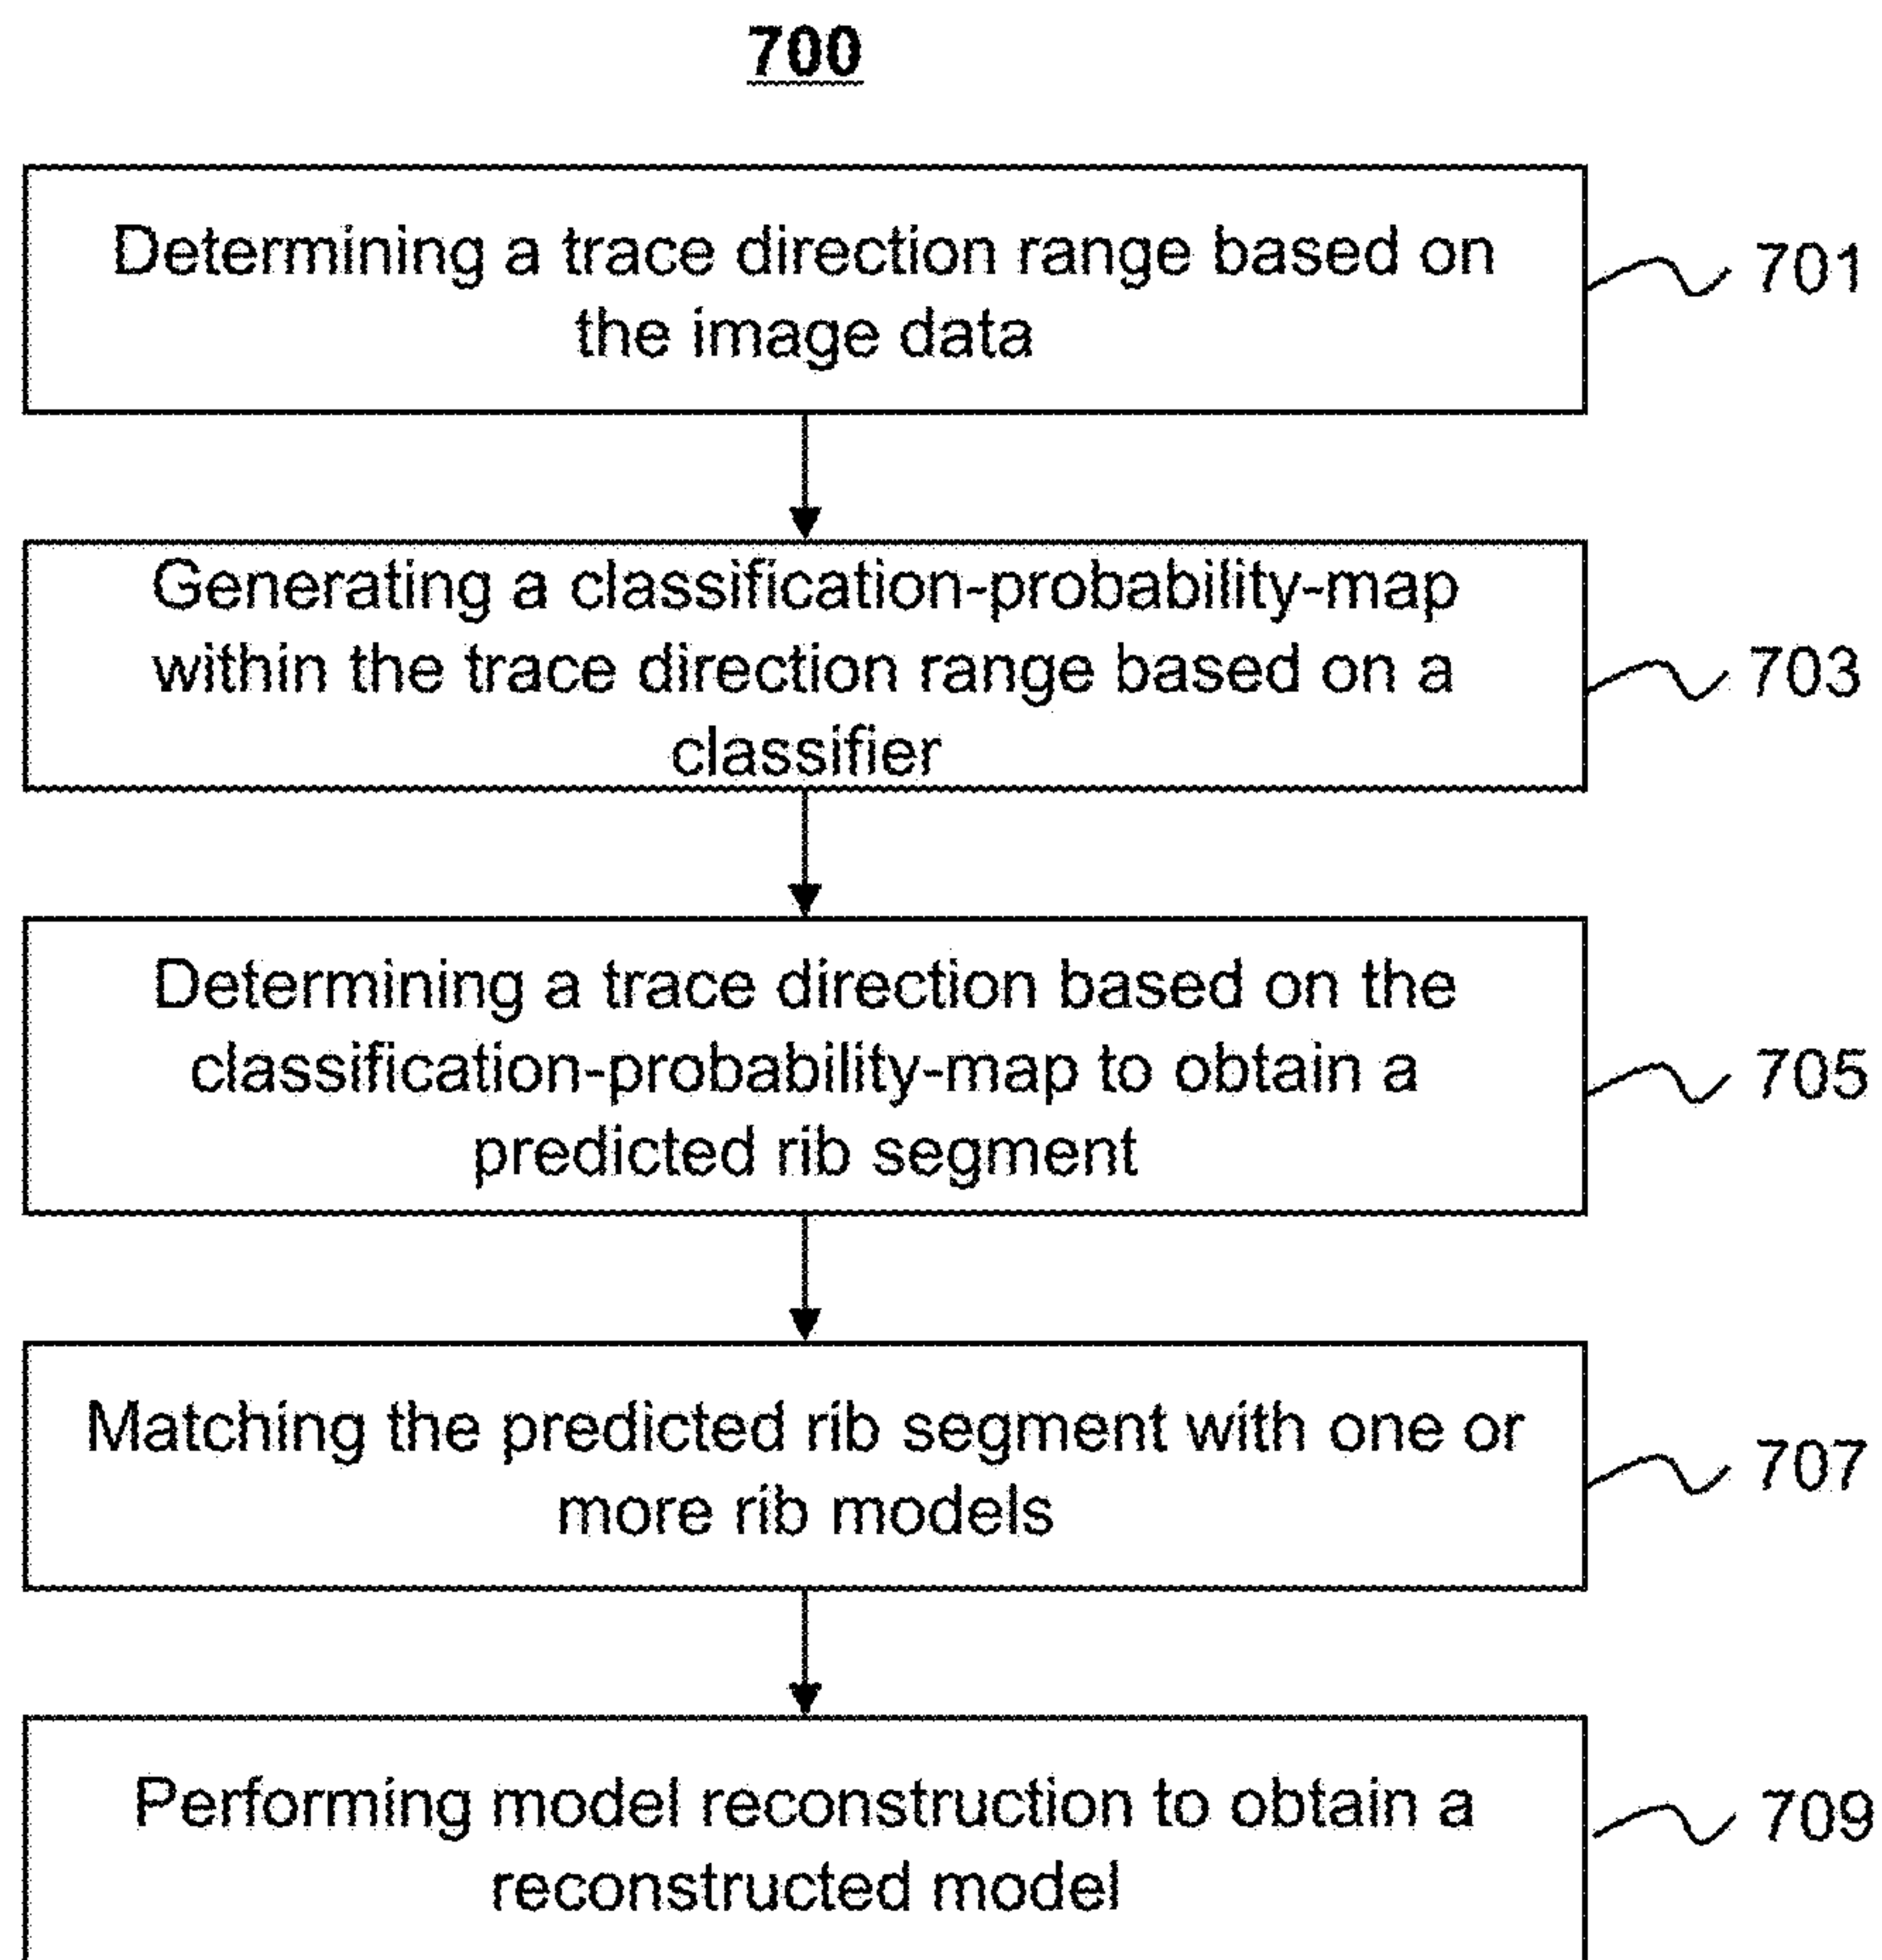 700
Determining a trace direction range based on
the image data
701
Generating a classification-probability-map
within the trace direction range based on a
classifier
703
Determining a trace direction based on the
classification-probability-map to obtain a
predicted rib segment
705
Matching the predicted rib segment with one or
more rib models
707
Performing model reconstruction to obtain a
reconstructed model
709